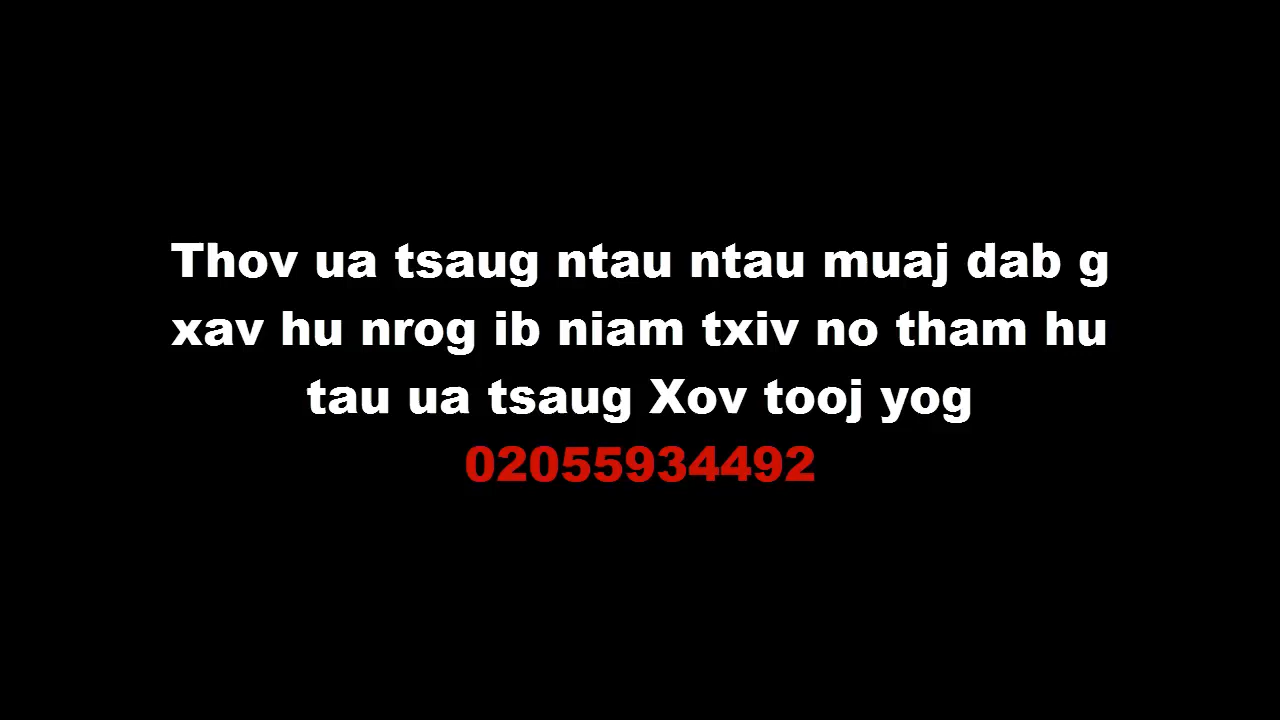 Thov ua tsaug ntau ntau muaj dab g
xav hu nrog ib niam txiv no tham hu
tau ua tsaug Xov tooj yog
02055934492